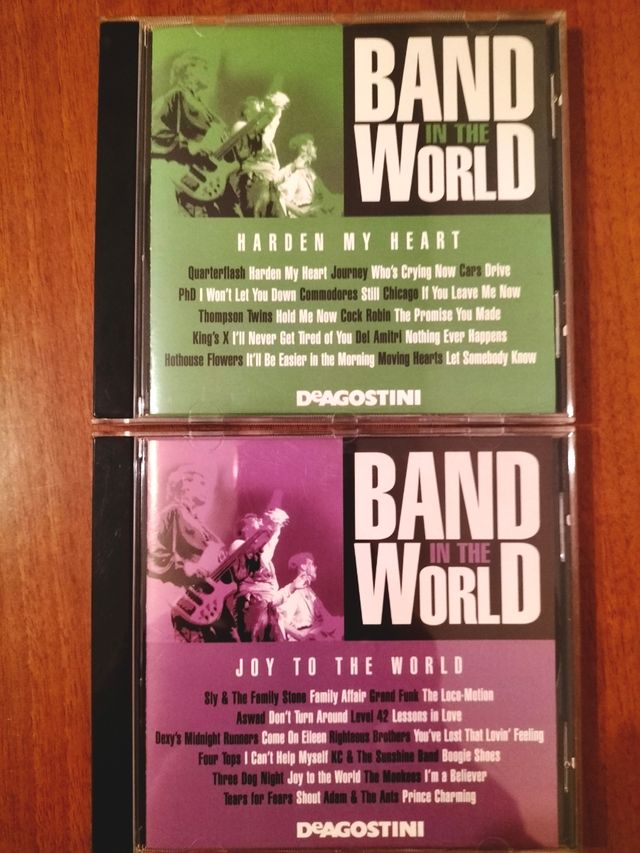 BAND
IN THE
WORLD
HARDEN MY HEART
Quarterflash Harden My Heart Journey Who's Crying Now Cars Drive
PhD I Won't Let You Down Commodores Still Chicago If You Leave Me Now
Thompson Twins Hold Me Now Cock Robin The Promise You Made
King's X I'll Never Get Tired of You Del Amitri Nothing Ever Happens
Hothouse Flowers It'll Be Easier in the Morning Moving Hearts Let Somebody Know
DeAGOSTINI
BAND
IN THE
WORLD
JOY TO THE WORLD
Sly & The Family Stone Family Affair Grand Funk The Loco-Motion
Aswad Don't Turn Around Level 42 Lessons in Love
Dexy's Midnight Runners Come On Eileen Righteous Brothers You've Lost That Lovin' Feeling
Four Tops I Can't Help Myself KC & The Sunshine Band Boogie Shoes
Three Dog Night Joy to the World The Monkees I'm a Believer
Tears for Fears Shout Adam & The Ants Prince Charming
DeAGOSTINI